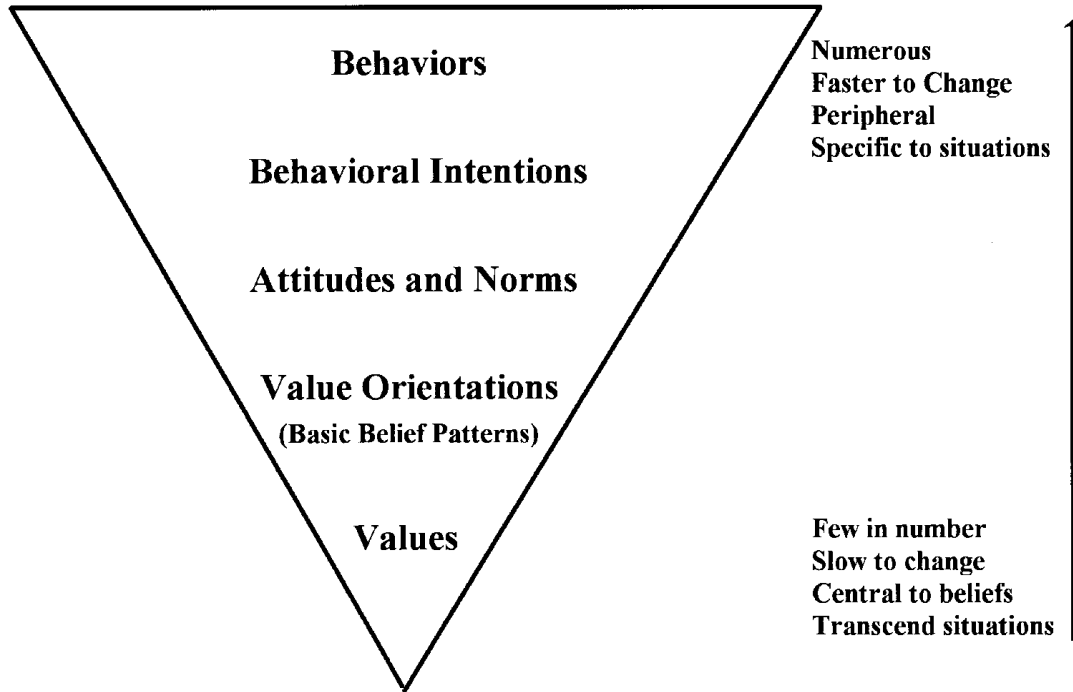 Behaviors
Behavioral Intentions
Attitudes and Norms
Value Orientations
(Basic Belief Patterns)
Values
Numerous
Faster to Change
Peripheral
Specific to situations
Few in number
Slow to change
Central to beliefs
Transcend situations